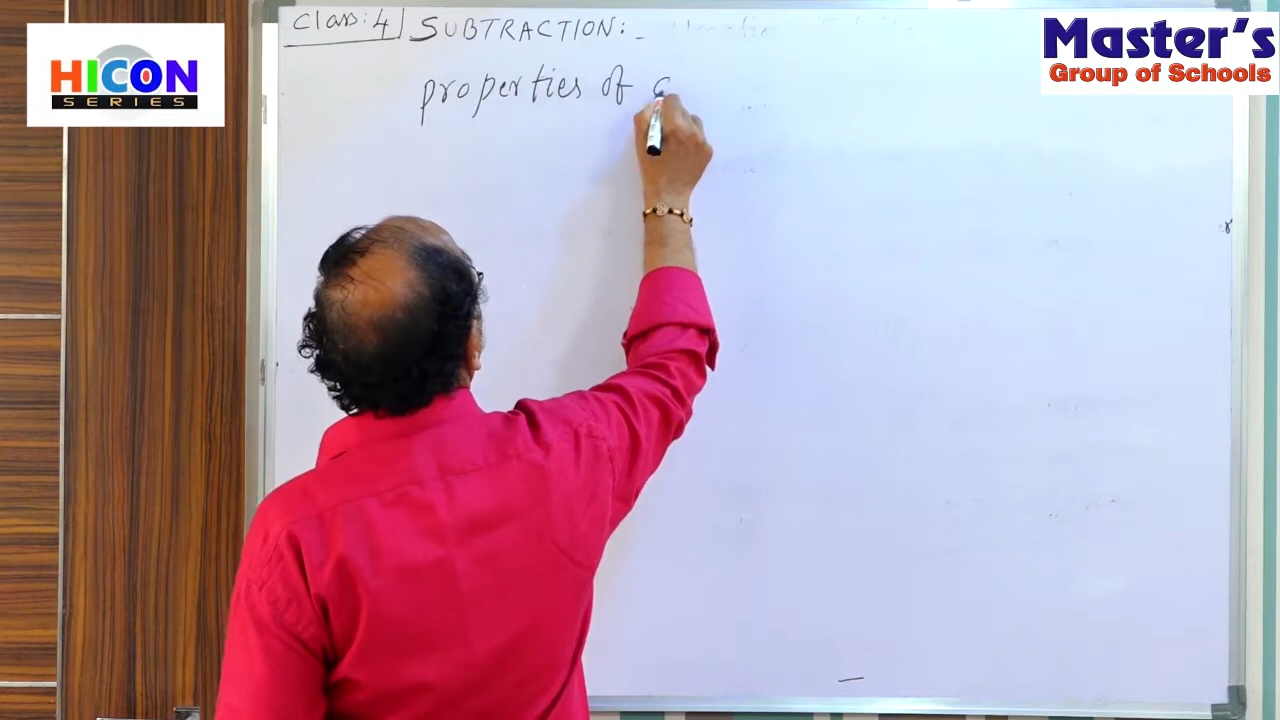 HICON
SERIES
Class: 4
SUBTRACTION:-
properties of
Master's
Group of Schools